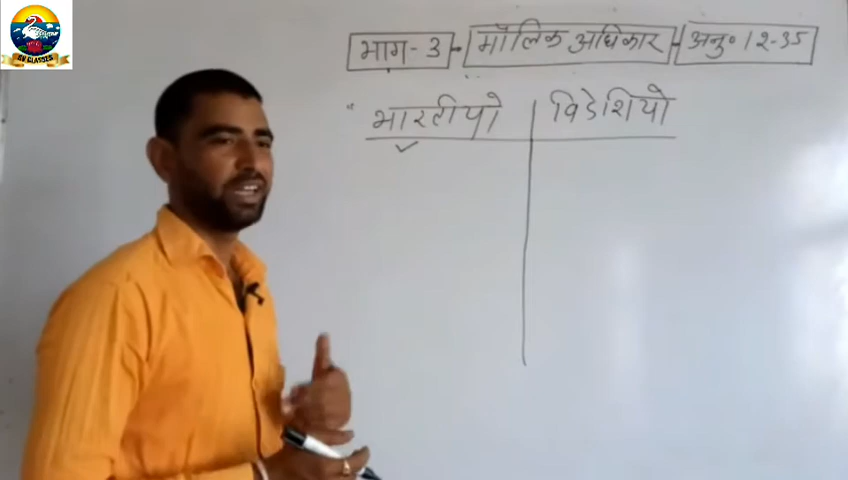 भाग-3 - मौलिक अधिकार - अनु० 12-35
भारतीयो विदेशियो